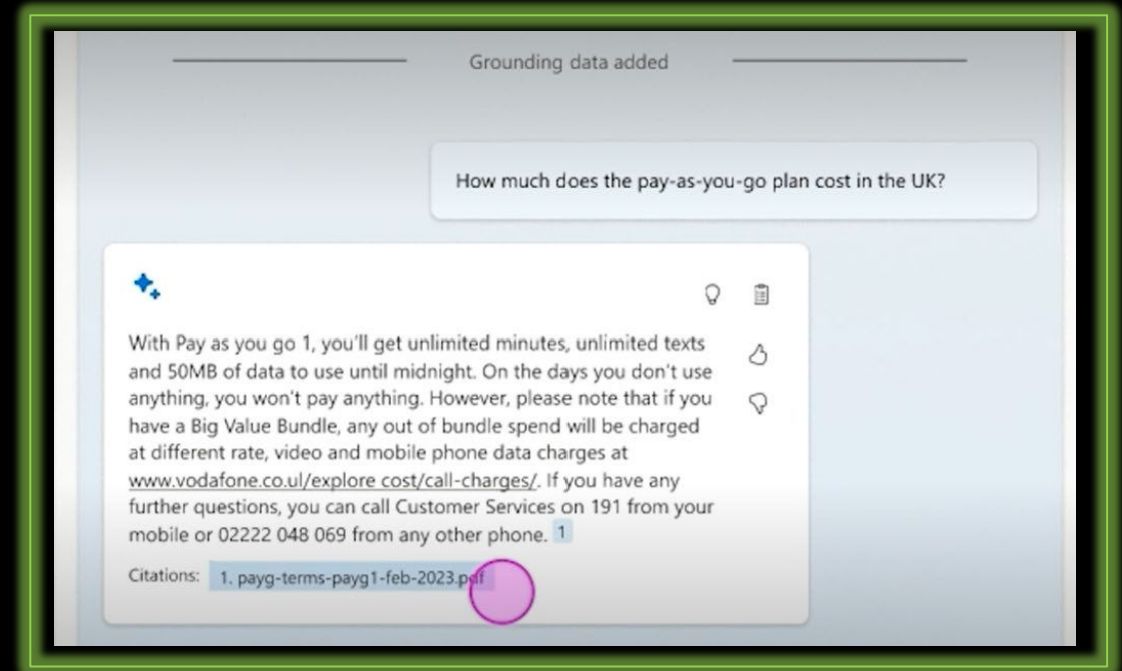 Grounding data added
How much does the pay-as-you-go plan cost in the UK?
With Pay as you go 1, you'll get unlimited minutes, unlimited texts
and 50MB of data to use until midnight. On the days you don't use
anything, you won't pay anything. However, please note that if you
have a Big Value Bundle, any out of bundle spend will be charged
at different rate, video and mobile phone data charges at
www.vodafone.co.ul/explore cost/call-charges/. If you have any
further questions, you can call Customer Services on 191 from your
mobile or 02222 048 069 from any other phone. 1
Citations: 1. payg-terms-payg1-feb-2023.pdf